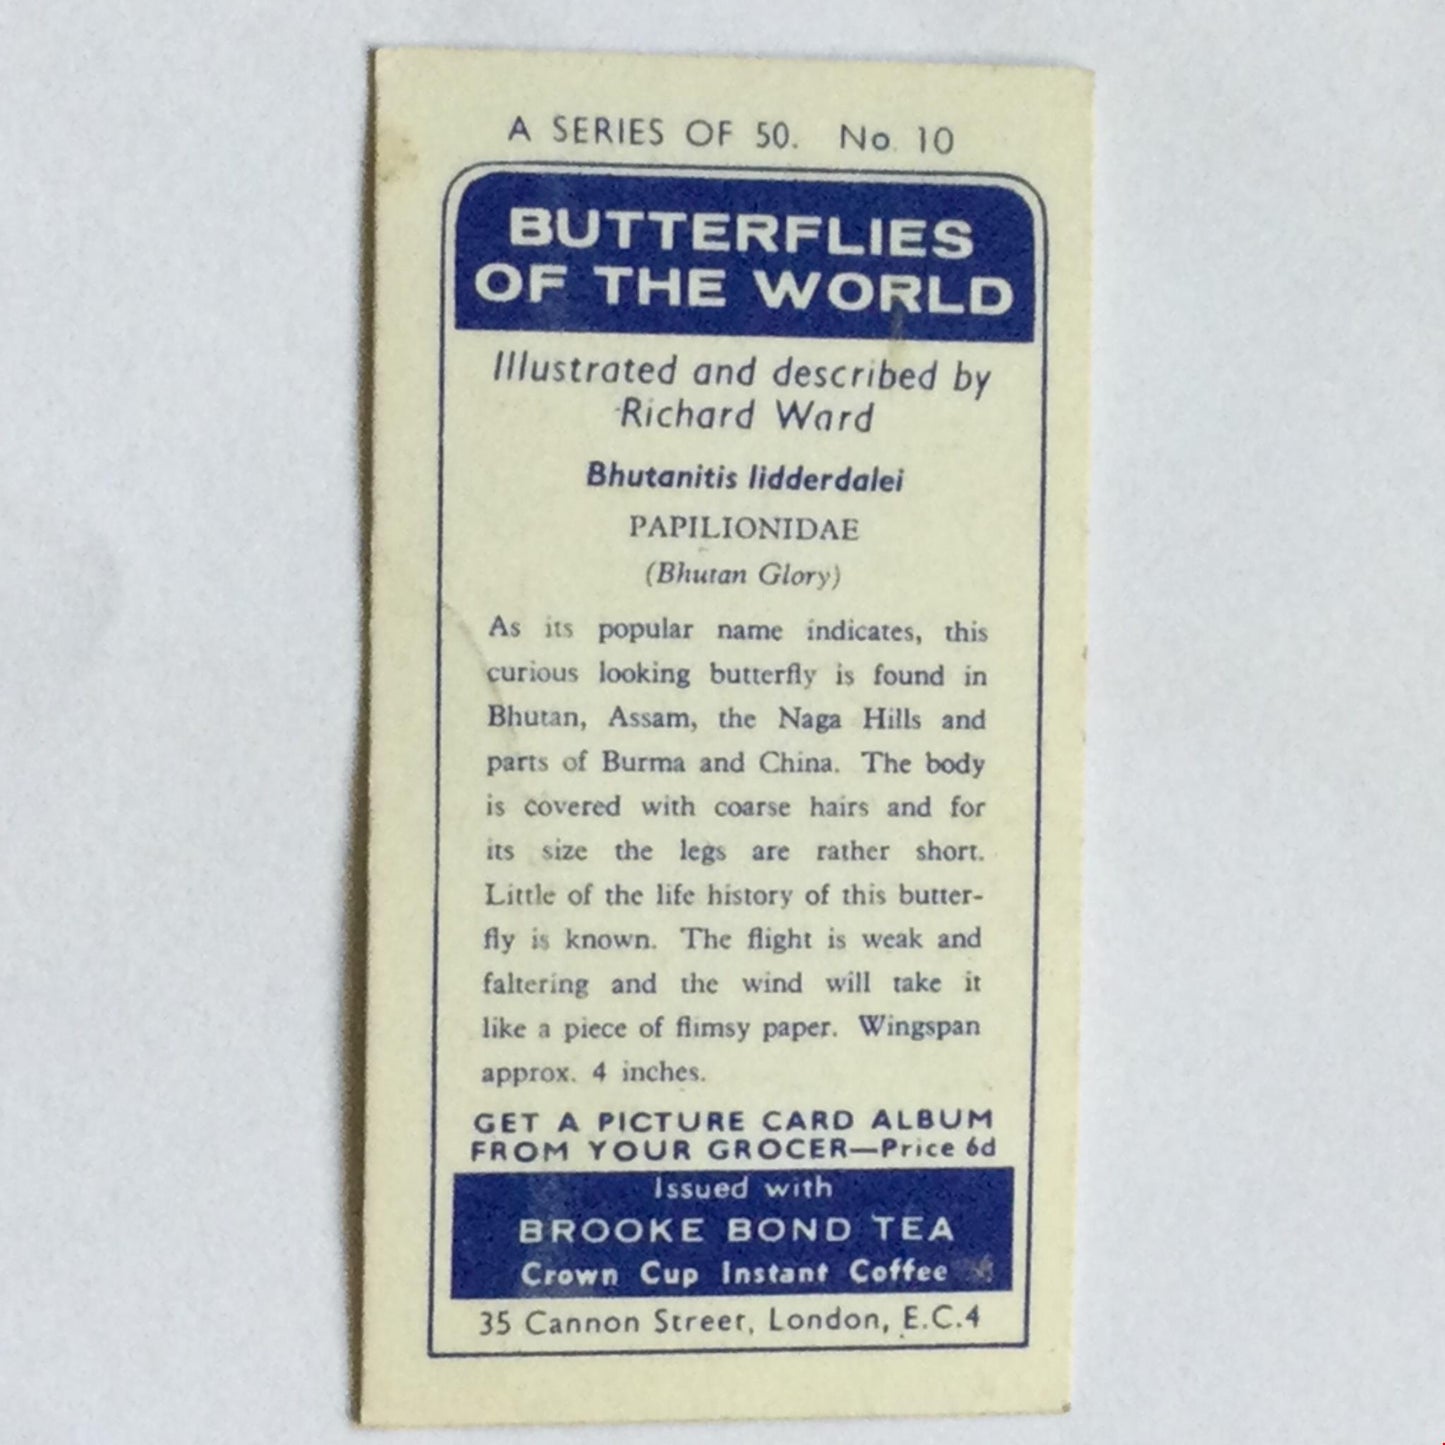 A SERIES OF 50. No 10
BUTTERFLIES
OF THE WORLD
Illustrated and described by
Richard Ward
Bhutanitis lidderdalei
PAPILIONIDAE
(Bhutan Glory)
As its popular name indicates, this
curious looking butterfly is found in
Bhutan, Assam, the Naga Hills and
parts of Burma and China. The body
is covered with coarse hairs and for
its size the legs are rather short.
Little of the life history of this butter-
fly is known. The flight is weak and
faltering and the wind will take it
like a piece of flimsy paper. Wingspan
approx. 4 inches.
GET A PICTURE CARD ALBUM
FROM YOUR GROCER—Price 6d
Issued with
BROOKE BOND TEA
Crown Cup Instant Coffee
35 Cannon Street, London, E.C.4